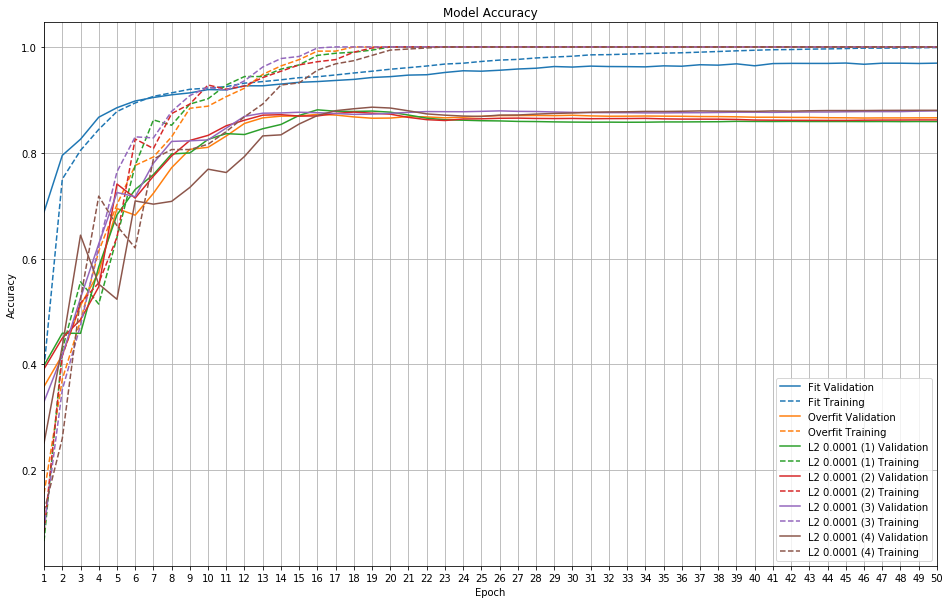 Model Accuracy
1.0
0.8
0.6
0.4
0.2
Accuracy
Fit Validation
Fit Training
Overfit Validation
Overfit Training
L2 0.0001 (1) Validation
L2 0.0001 (1) Training
L2 0.0001 (2) Validation
L2 0.0001 (2) Training
L2 0.0001 (3) Validation
L2 0.0001 (3) Training
L2 0.0001 (4) Validation
L2 0.0001 (4) Training
1 2 3 4 5 6 7 8 9 10 11 12 13 14 15 16 17 18 19 20 21 22 23 24 25 26 27 28 29 30 31 32 33 34 35 36 37 38 39 40 41 42 43 44 45 46 47 48 49 50
Epoch